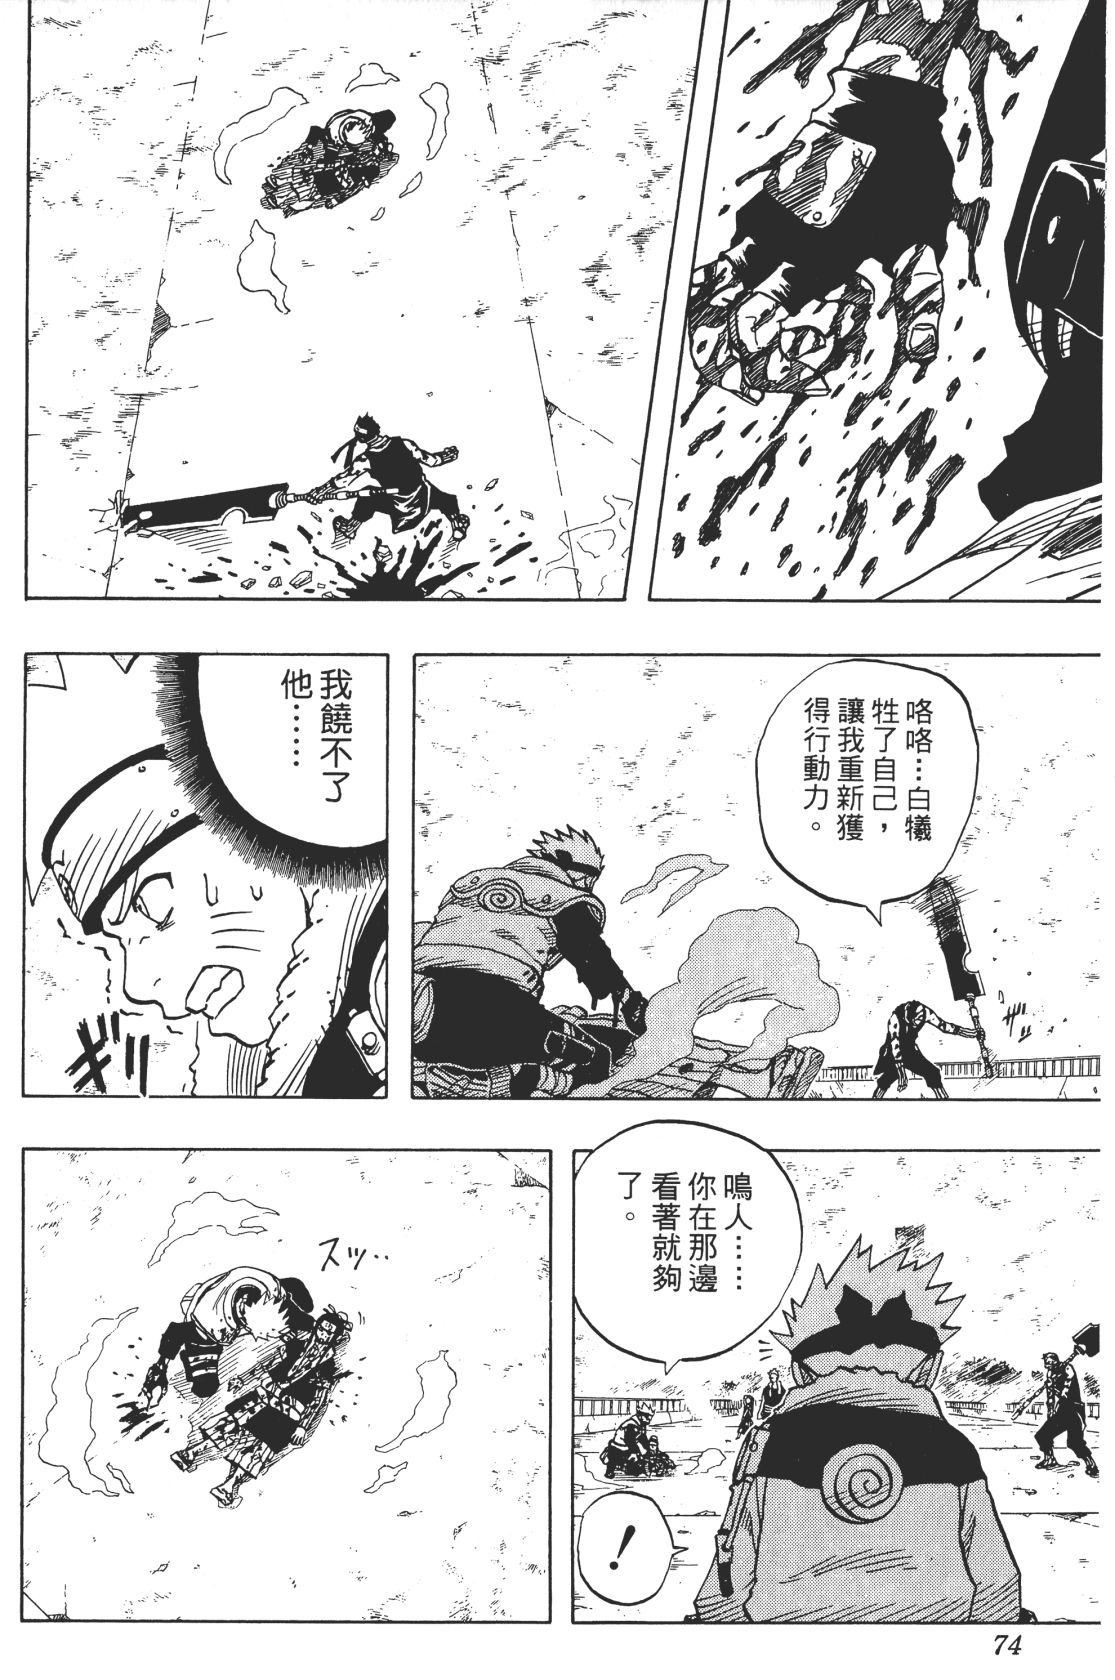 咯咯…白犧
牲了自己，
讓我重新獲
得行動力。
我饒不了
他……
ギリ
鳴人……
你在那邊
看著就夠
了。
！
スッ..
74